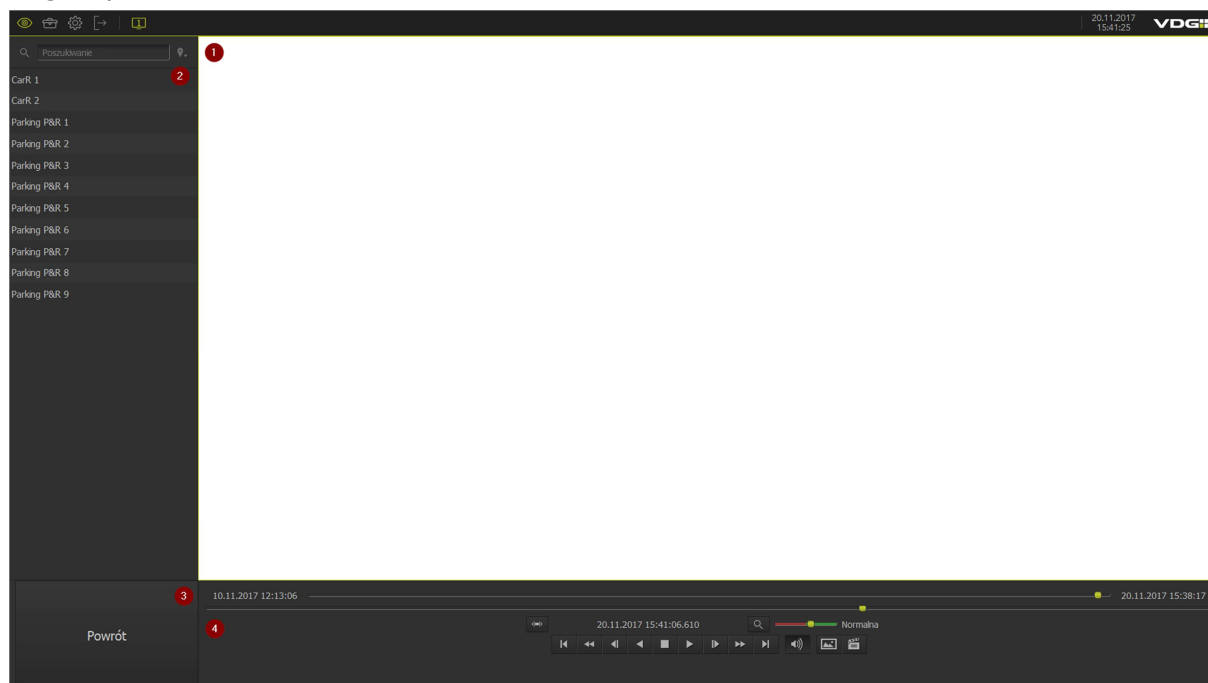 1
20.11.2017
15:41:25
VDG
Poszukiwanie
1
2
CarR 1
CarR 2
Parking P&R 1
Parking P&R 2
Parking P&R 3
Parking P&R 4
Parking P&R 5
Parking P&R 6
Parking P&R 7
Parking P&R 8
Parking P&R 9
3
10.11.2017 12:13:06
20.11.2017 15:38:17
Powrót
4
20.11.2017 15:41:06.610
Normalna